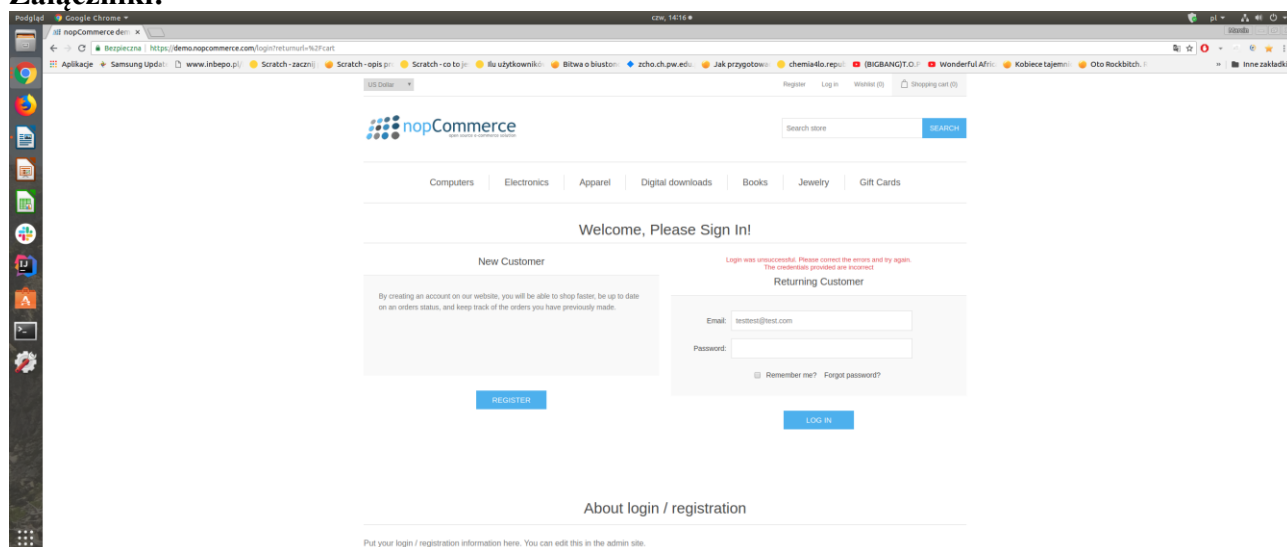 Załączniki:
Podgląd Google Chrome czw, 14:16 pl
nopCommerce dem
Bezpieczna https://demo.nopcommerce.com/login?returnurl=%2Fcart
Aplikacje Samsung Updat www.inbepo.pl/ Scratch -zacznij Scratch -opis pr Scratch -co to je Ilu użytkownikó Bitwa o biuston zcho.ch.pw.edu Jak przygotowa chemia4lo.repub (BIGBANG)T.O.P Wonderful Afric Kobiece tajemni Oto Rockbitch. Inne zakładki
US Dollar Register Log in Wishlist (0) Shopping cart (0)
nopCommerce
open source e-commerce solution
Search store SEARCH
Computers Electronics Apparel Digital downloads Books Jewelry Gift Cards
Welcome, Please Sign In!
New Customer
By creating an account on our website, you will be able to shop faster, be up to date
on an orders status, and keep track of the orders you have previously made.
REGISTER
Login was unsuccessful. Please correct the errors and try again.
The credentials provided are incorrect
Returning Customer
Email: testtest@test.com
Password:
Remember me? Forgot password?
LOG IN
About login / registration
Put your login / registration information here. You can edit this in the admin site.